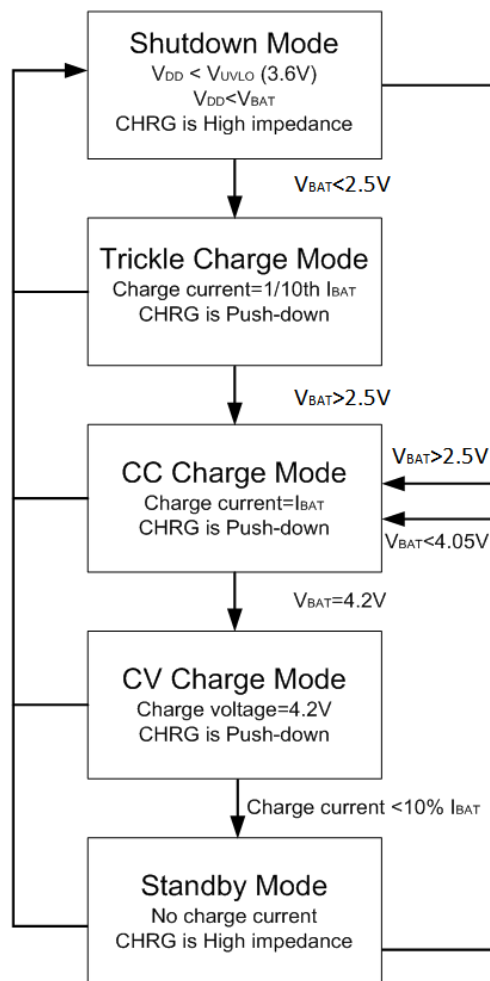 Shutdown Mode
VDD < VUVLO (3.6V)
VDD<VBAT
CHRG is High impedance
VBAT<2.5V
Trickle Charge Mode
Charge current=1/10th IBAT
CHRG is Push-down
VBAT>2.5V
CC Charge Mode
Charge current=IBAT
CHRG is Push-down
VBAT>2.5V
VBAT<4.05V
VBAT=4.2V
CV Charge Mode
Charge voltage=4.2V
CHRG is Push-down
Charge current <10% IBAT
Standby Mode
No charge current
CHRG is High impedance